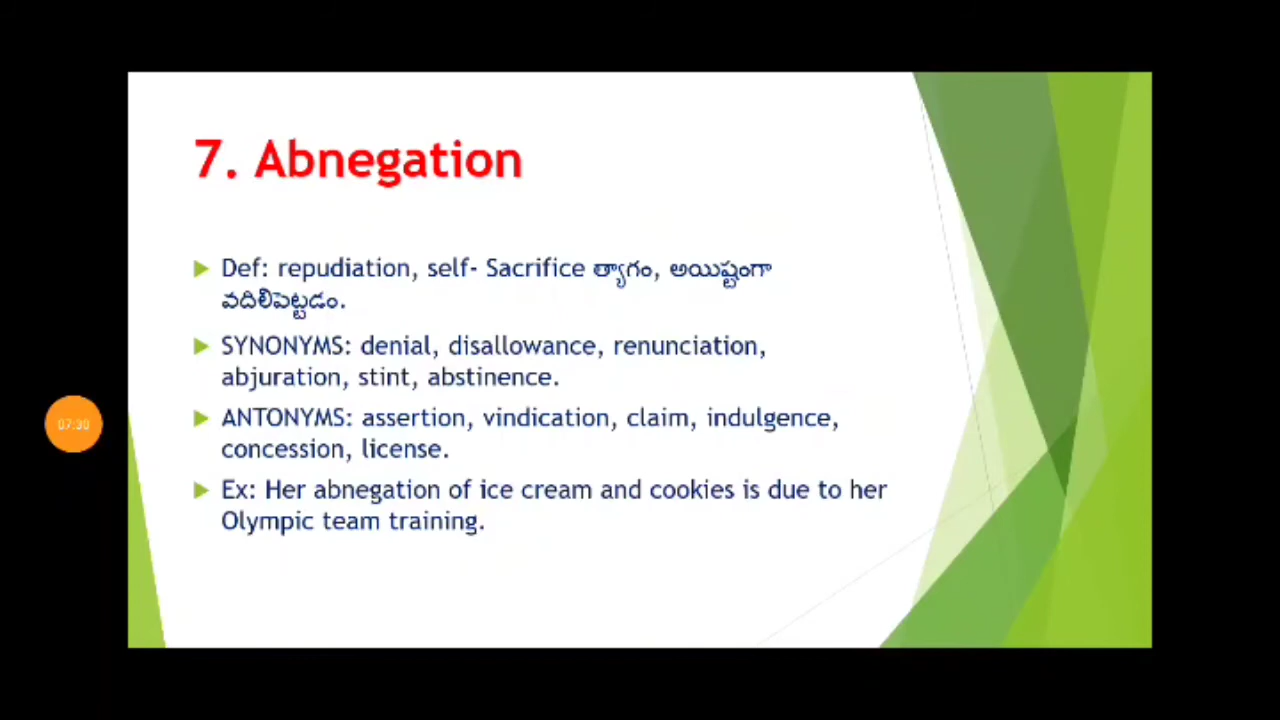 7. Abnegation
Def: repudiation, self- Sacrifice త్యాగం, అయిష్టంగా
వదిలిపెట్టడం.
SYNONYMS: denial, disallowance, renunciation,
abjuration, stint, abstinence.
ANTONYMS: assertion, vindication, claim, indulgence,
concession, license.
07:30
Ex: Her abnegation of ice cream and cookies is due to her
Olympic team training.